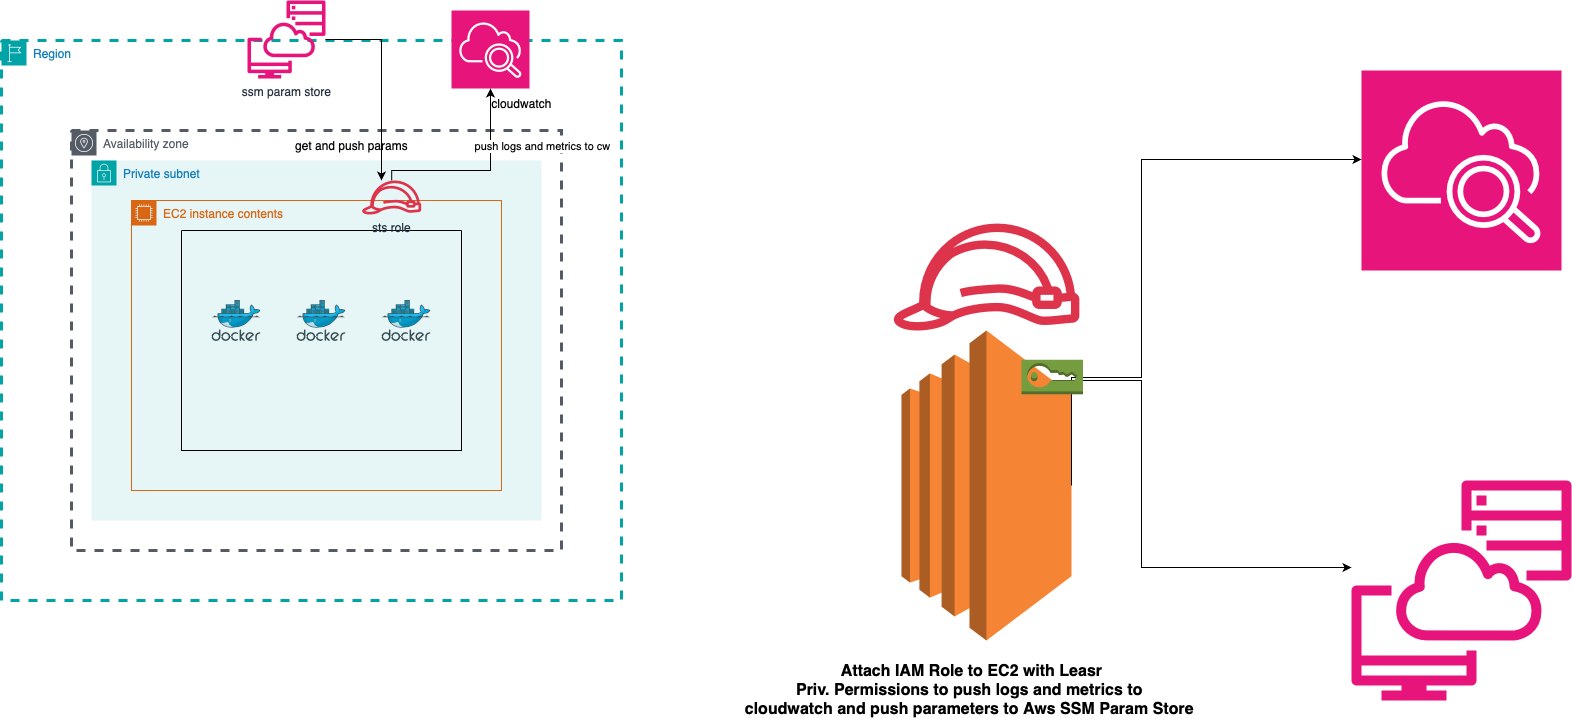 Region
ssm param store
cloudwatch
Availability zone
get and push params
push logs and metrics to cw
Private subnet
EC2 instance contents
sts role
docker
docker
docker
Attach IAM Role to EC2 with Leasr
Priv. Permissions to push logs and metrics to
cloudwatch and push parameters to Aws SSM Param Store